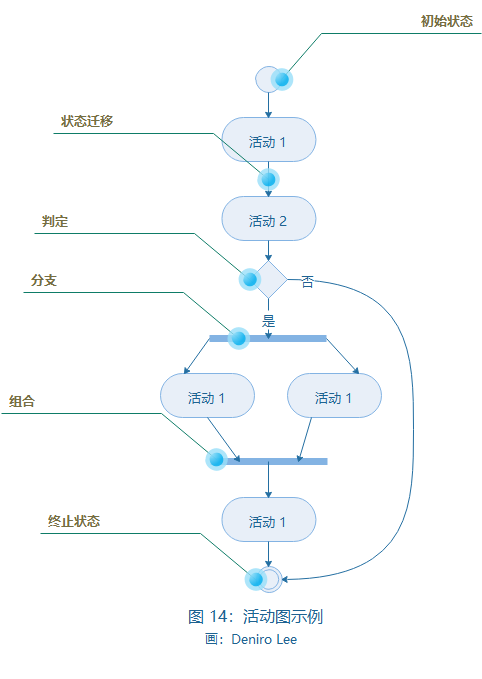 初始状态
状态迁移
活动 1
活动 2
判定
否
分支
是
活动 1
活动 1
组合
活动 1
终止状态
图 14：活动图示例
画：Deniro Lee